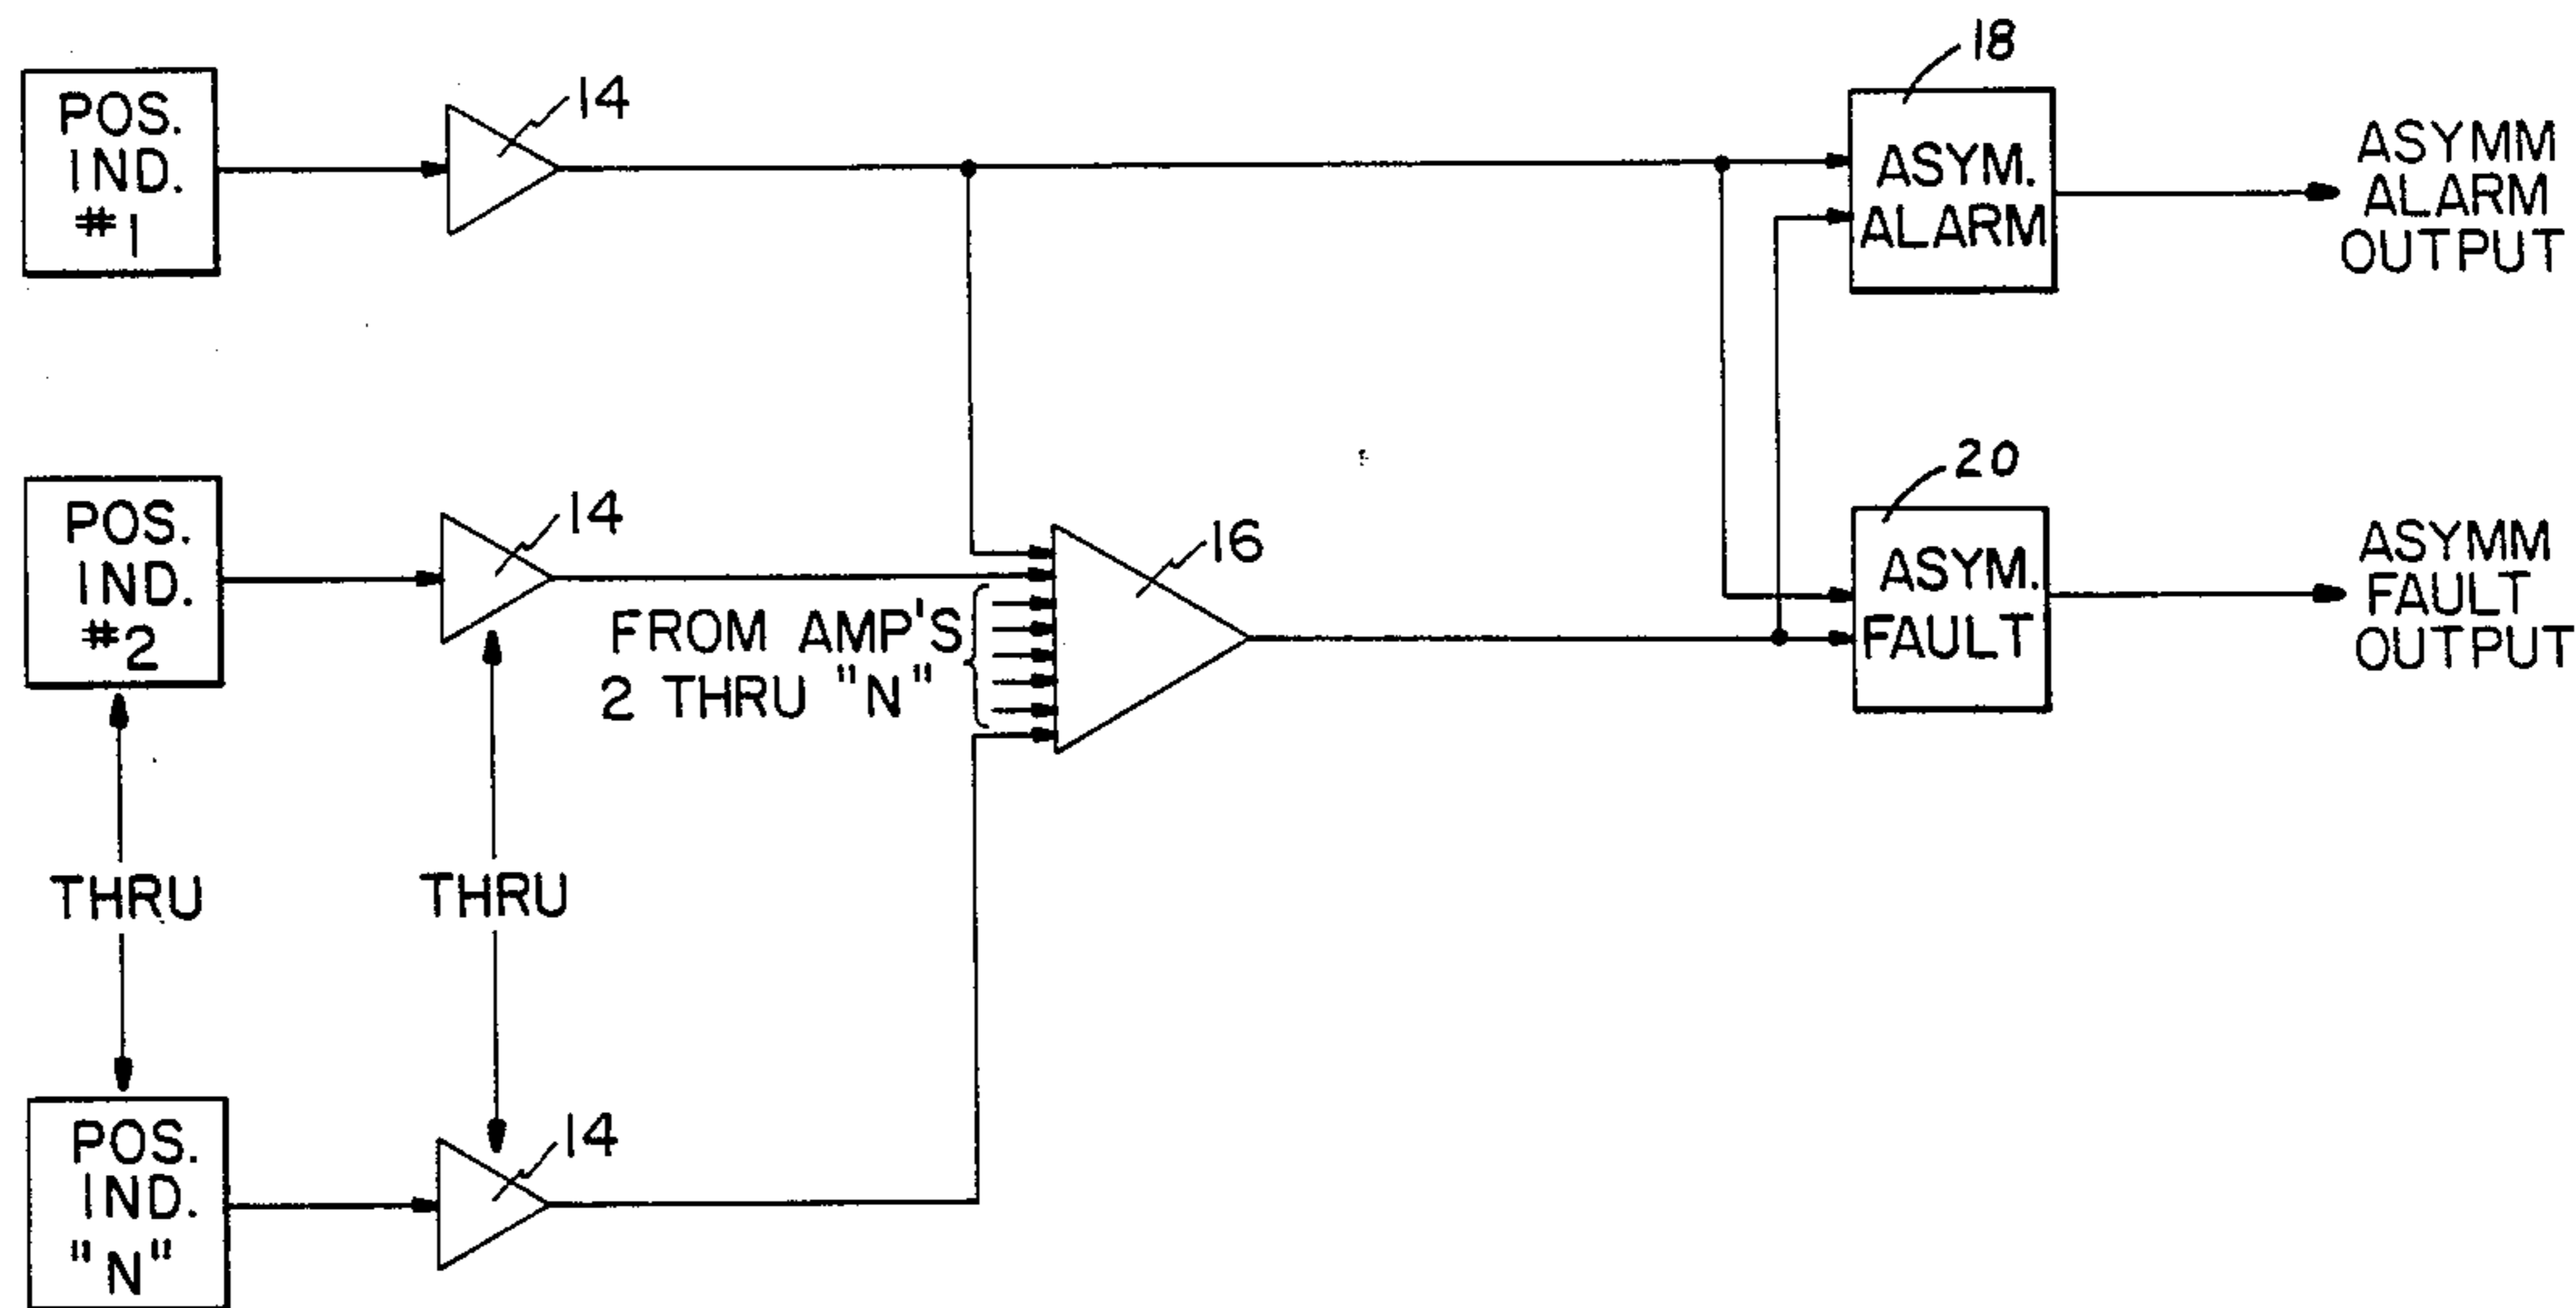 POS.
IND.
#1
14
18
ASYM.
ALARM
ASYMM
ALARM
OUTPUT
POS.
IND.
#2
14
FROM AMP'S
2 THRU "N"
16
20
ASYM.
FAULT
ASYMM
FAULT
OUTPUT
THRU
THRU
POS.
IND.
"N"
14